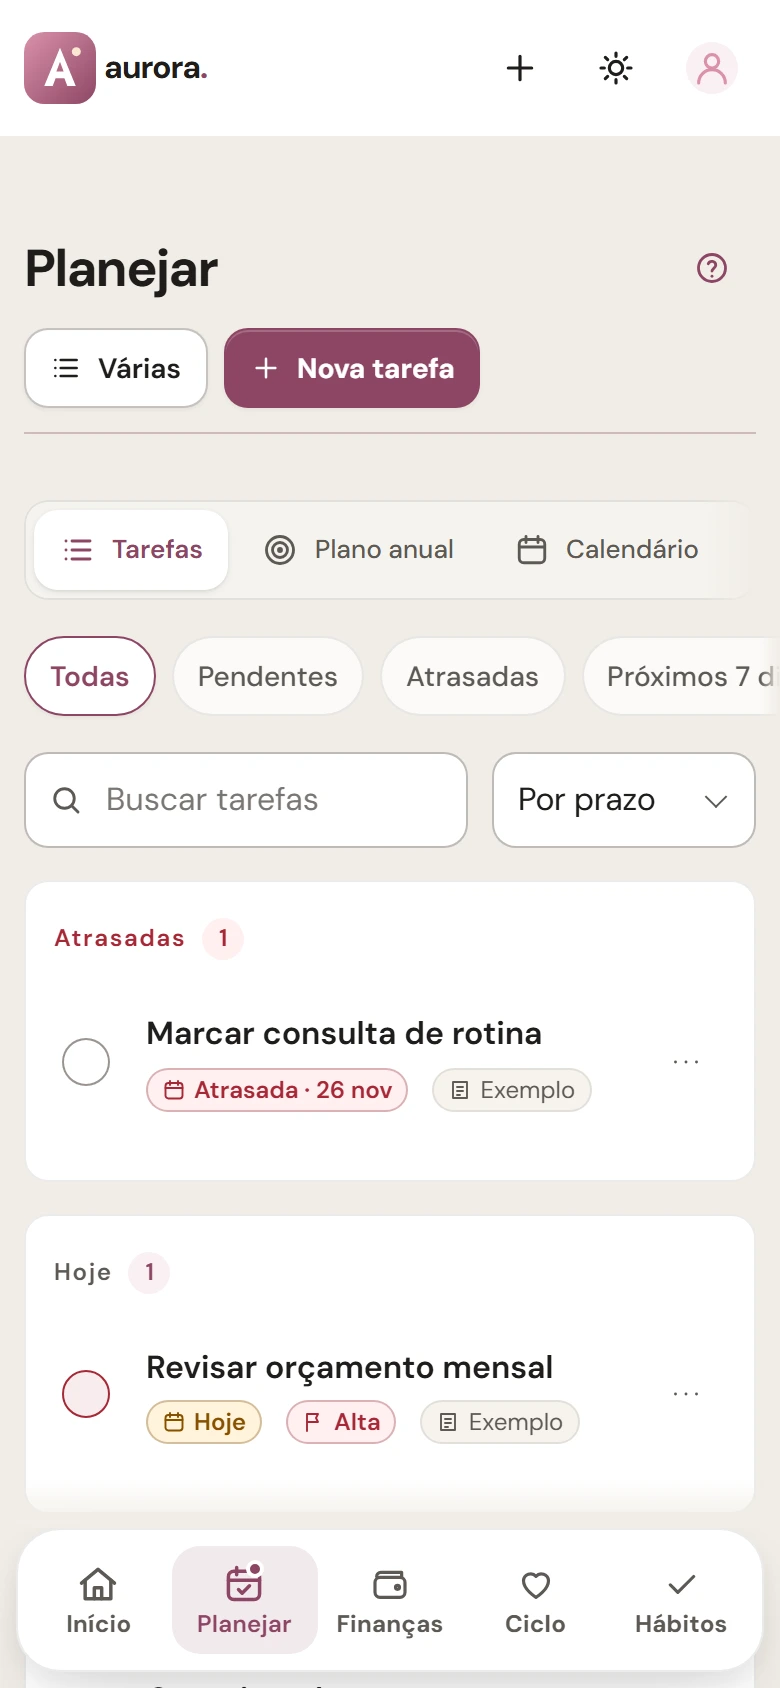 aurora.
Planejar
Várias
Nova tarefa
Tarefas Plano anual Calendário
Todas Pendentes Atrasadas Próximos 7 d
Buscar tarefas Por prazo
Atrasadas 1
Marcar consulta de rotina
Atrasada · 26 nov Exemplo
Hoje 1
Revisar orçamento mensal
Hoje Alta Exemplo
Início Planejar Finanças Ciclo Hábitos